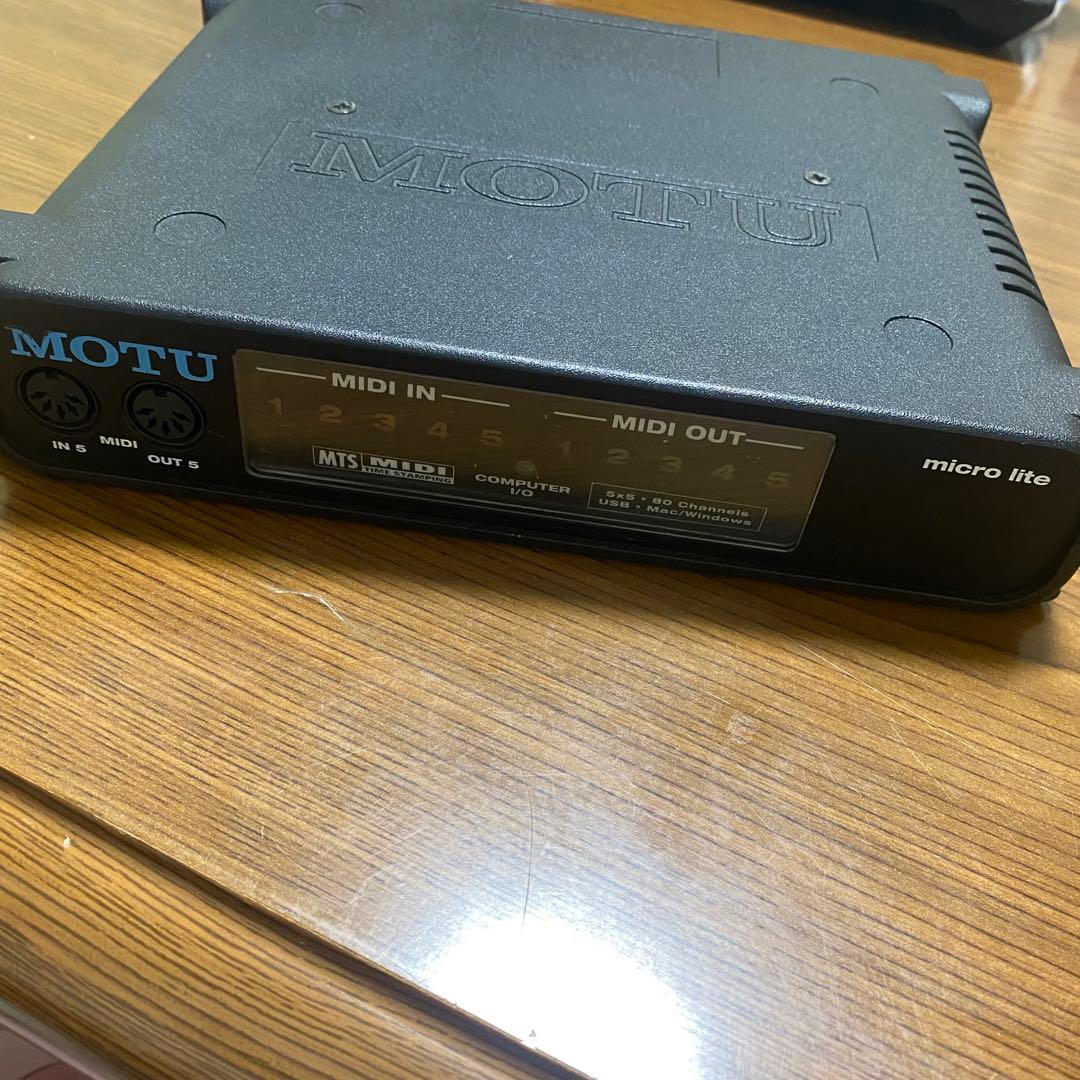 MOTU
MOTU
IN 5 MIDI OUT 5
MIDI IN
1 2 3 4 5
MIDI OUT
1 2 3 4 5
MTS MIDI
TIME STAMPING
COMPUTER
I/O
5x5 • 80 Channels
USB • Mac/Windows
micro lite